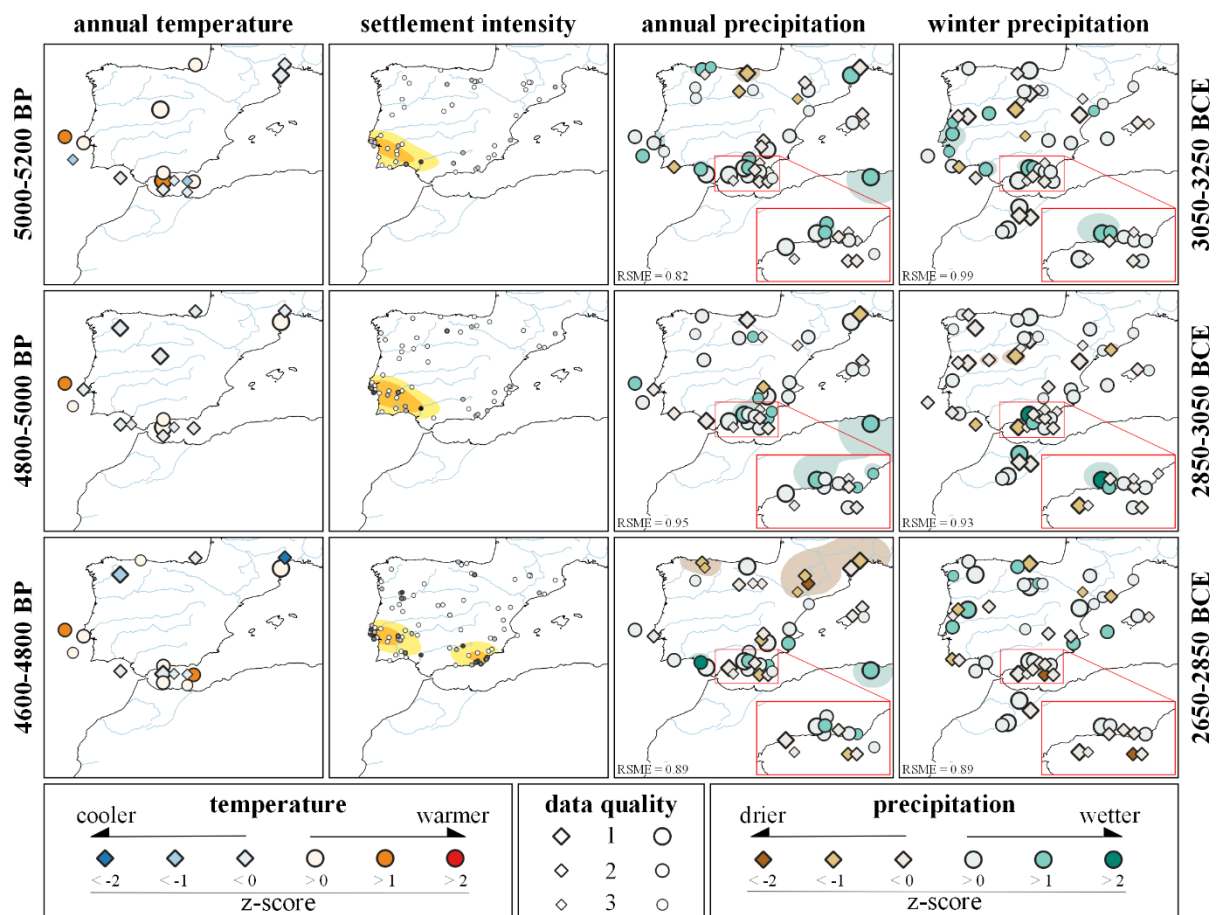 annual temperature
settlement intensity
annual precipitation
winter precipitation
5000-5200 BP
RSME = 0.82
RSME = 0.99
3050-3250 BCE
4800-5000 BP
RSME = 0.95
RSME = 0.93
2850-3050 BCE
4600-4800 BP
RSME = 0.89
RSME = 0.89
2650-2850 BCE
temperature
cooler
warmer
< -2 < -1 < 0 > 0 > 1 > 2
z-score
data quality
1
2
3
precipitation
drier
wetter
< -2 < -1 < 0 > 0 > 1 > 2
z-score